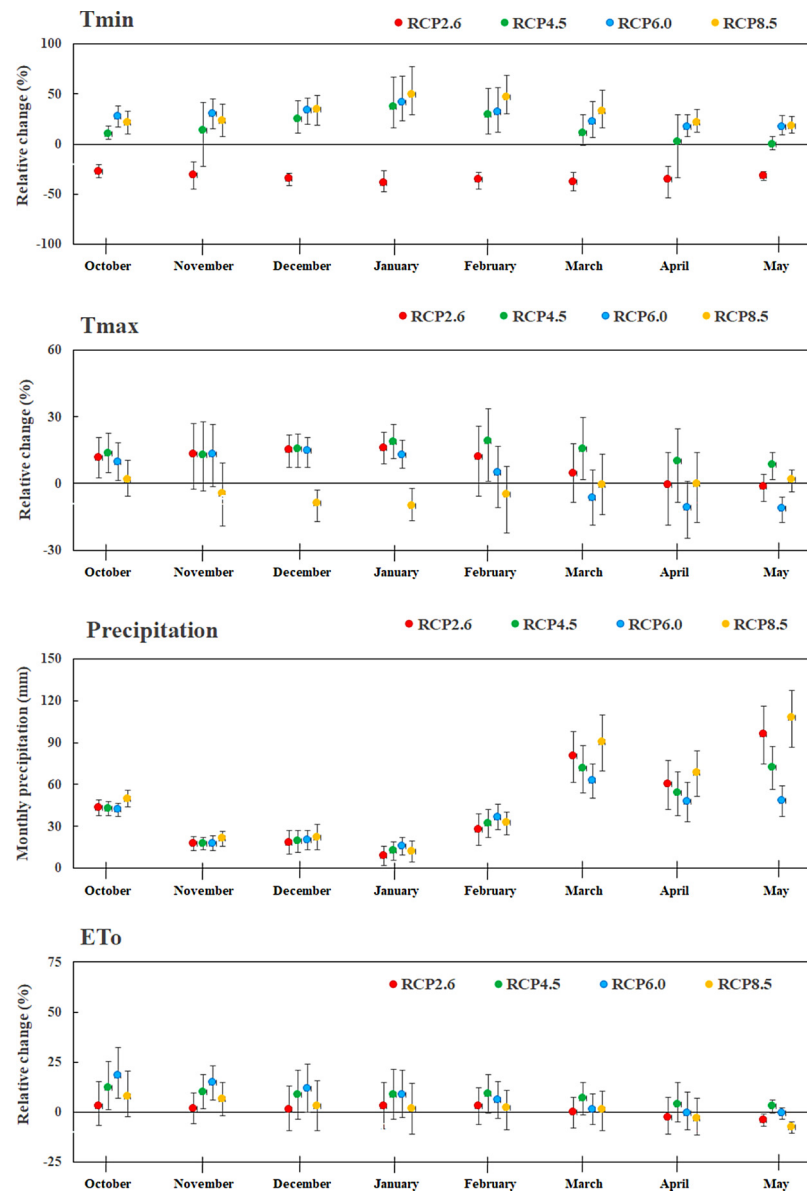 Tmin
RCP2.6 RCP4.5 RCP6.0 RCP8.5
Relative change (%)
100
50
0
-50
-100
October November December January February March April May
Tmax
RCP2.6 RCP4.5 RCP6.0 RCP8.5
Relative change (%)
60
30
0
-30
October November December January February March April May
Precipitation
RCP2.6 RCP4.5 RCP6.0 RCP8.5
Monthly precipitation (mm)
150
120
90
60
30
0
October November December January February March April May
ETo
RCP2.6 RCP4.5 RCP6.0 RCP8.5
Relative change (%)
75
50
25
0
-25
October November December January February March April May